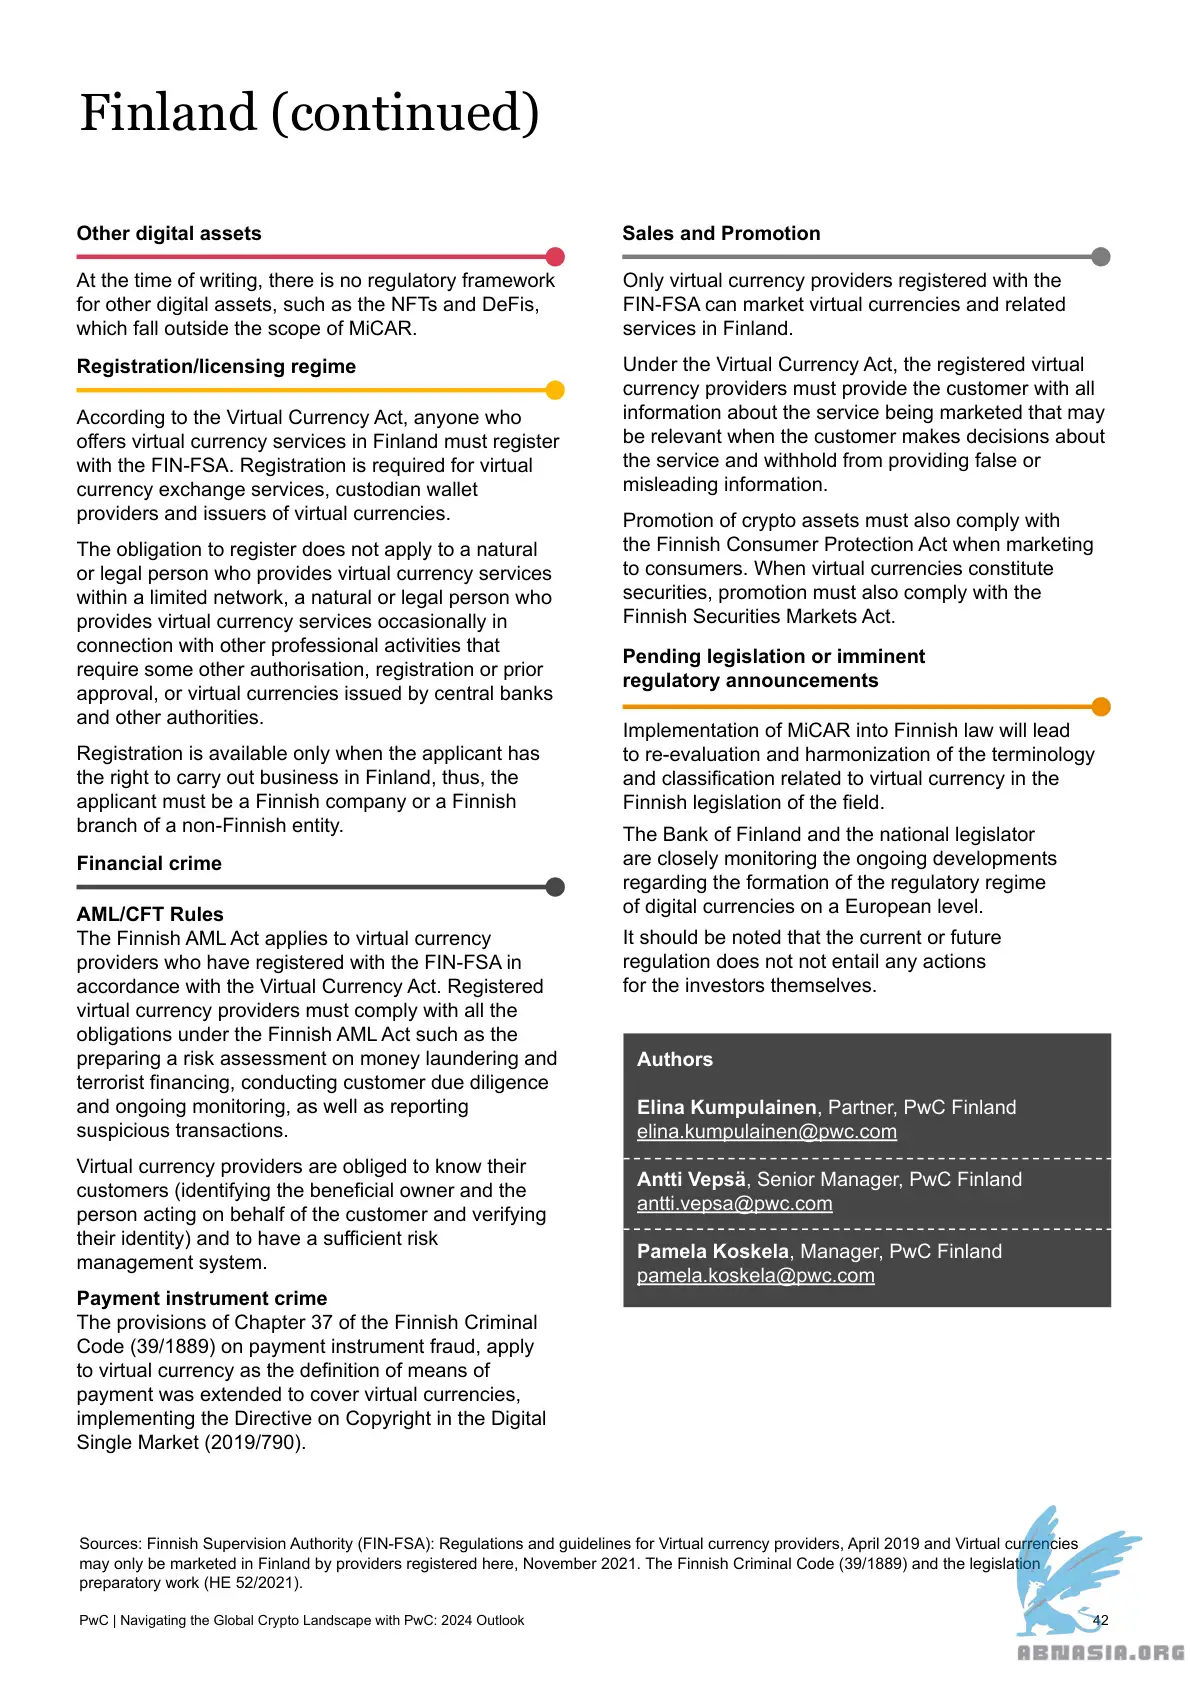 Finland (continued)
Other digital assets
At the time of writing, there is no regulatory framework
for other digital assets, such as the NFTs and DeFis,
which fall outside the scope of MiCAR.
Registration/licensing regime
According to the Virtual Currency Act, anyone who
offers virtual currency services in Finland must register
with the FIN-FSA. Registration is required for virtual
currency exchange services, custodian wallet
providers and issuers of virtual currencies.
The obligation to register does not apply to a natural
or legal person who provides virtual currency services
within a limited network, a natural or legal person who
provides virtual currency services occasionally in
connection with other professional activities that
require some other authorisation, registration or prior
approval, or virtual currencies issued by central banks
and other authorities.
Registration is available only when the applicant has
the right to carry out business in Finland, thus, the
applicant must be a Finnish company or a Finnish
branch of a non-Finnish entity.
Financial crime
AML/CFT Rules
The Finnish AML Act applies to virtual currency
providers who have registered with the FIN-FSA in
accordance with the Virtual Currency Act. Registered
virtual currency providers must comply with all the
obligations under the Finnish AML Act such as the
preparing a risk assessment on money laundering and
terrorist financing, conducting customer due diligence
and ongoing monitoring, as well as reporting
suspicious transactions.
Virtual currency providers are obliged to know their
customers (identifying the beneficial owner and the
person acting on behalf of the customer and verifying
their identity) and to have a sufficient risk
management system.
Payment instrument crime
The provisions of Chapter 37 of the Finnish Criminal
Code (39/1889) on payment instrument fraud, apply
to virtual currency as the definition of means of
payment was extended to cover virtual currencies,
implementing the Directive on Copyright in the Digital
Single Market (2019/790).
Sales and Promotion
Only virtual currency providers registered with the
FIN-FSA can market virtual currencies and related
services in Finland.
Under the Virtual Currency Act, the registered virtual
currency providers must provide the customer with all
information about the service being marketed that may
be relevant when the customer makes decisions about
the service and withhold from providing false or
misleading information.
Promotion of crypto assets must also comply with
the Finnish Consumer Protection Act when marketing
to consumers. When virtual currencies constitute
securities, promotion must also comply with the
Finnish Securities Markets Act.
Pending legislation or imminent
regulatory announcements
Implementation of MiCAR into Finnish law will lead
to re-evaluation and harmonization of the terminology
and classification related to virtual currency in the
Finnish legislation of the field.
The Bank of Finland and the national legislator
are closely monitoring the ongoing developments
regarding the formation of the regulatory regime
of digital currencies on a European level.
It should be noted that the current or future
regulation does not not entail any actions
for the investors themselves.
Authors
Elina Kumpulainen, Partner, PwC Finland
elina.kumpulainen@pwc.com
Antti Vepsä, Senior Manager, PwC Finland
antti.vepsa@pwc.com
Pamela Koskela, Manager, PwC Finland
pamela.koskela@pwc.com
Sources: Finnish Supervision Authority (FIN-FSA): Regulations and guidelines for Virtual currency providers, April 2019 and Virtual currencies
may only be marketed in Finland by providers registered here, November 2021. The Finnish Criminal Code (39/1889) and the legislation
preparatory work (HE 52/2021).
PwC | Navigating the Global Crypto Landscape with PwC: 2024 Outlook
42
ABNASIA.ORG